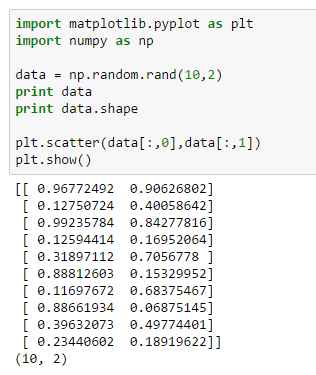 import matplotlib.pyplot as plt
import numpy as np
data = np.random.rand(10,2)
print data
print data.shape
plt.scatter(data[:,0],data[:,1])
plt.show()
[[ 0.96772492  0.90626802]
 [ 0.12750724  0.40058642]
 [ 0.99235784  0.84277816]
 [ 0.12594414  0.16952064]
 [ 0.31897112  0.7056778 ]
 [ 0.88812603  0.15329952]
 [ 0.11697672  0.68375467]
 [ 0.88661934  0.06875145]
 [ 0.39632073  0.49774401]
 [ 0.23440602  0.18919622]]
(10, 2)